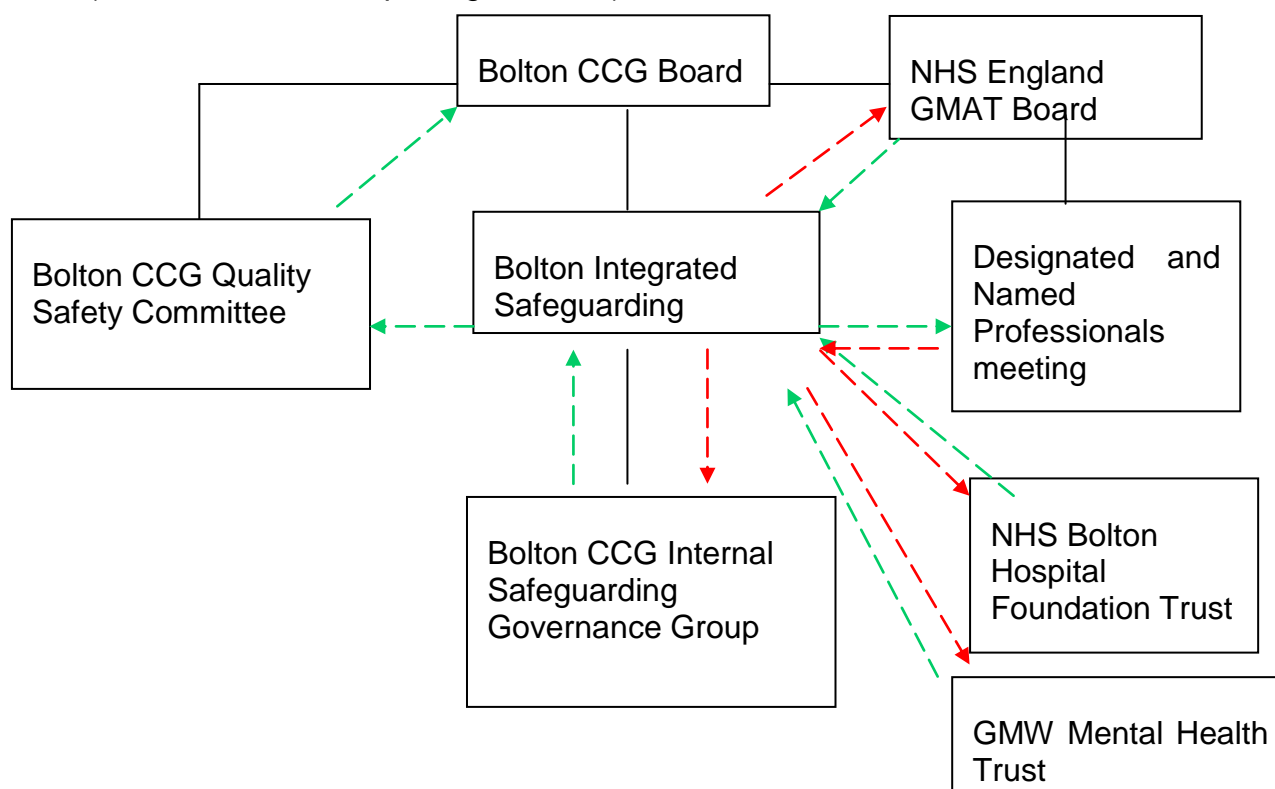 Bolton CCG Board
NHS England
GMAT Board
Bolton CCG Quality
Safety Committee
Bolton Integrated
Safeguarding
Designated and
Named
Professionals
meeting
Bolton CCG Internal
Safeguarding
Governance Group
NHS Bolton
Hospital
Foundation Trust
GMW Mental Health
Trust